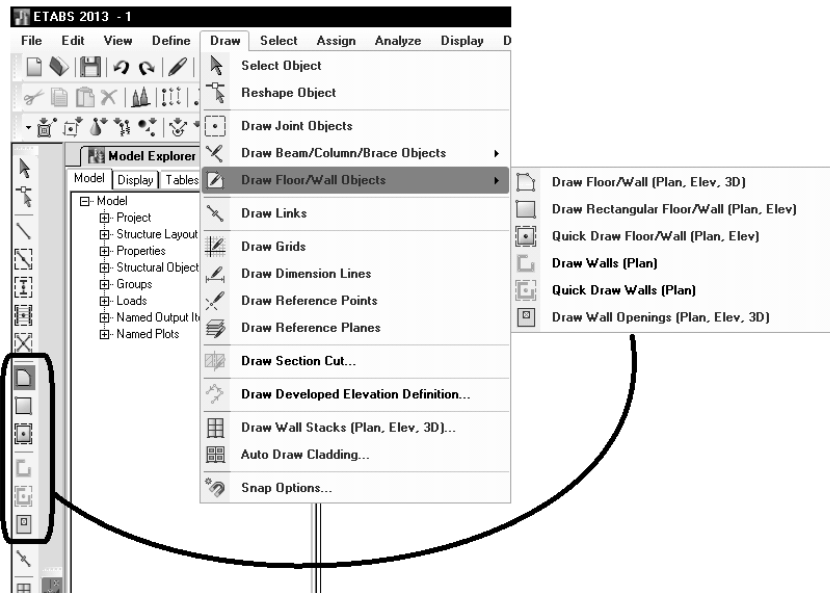 ETABS 2013 - 1
File Edit View Define Draw Select Assign Analyze Display D
Select Object
Reshape Object
Draw Joint Objects
Draw Beam/Column/Brace Objects
Draw Floor/Wall Objects
Draw Links
Draw Grids
Draw Dimension Lines
Draw Reference Points
Draw Reference Planes
Draw Section Cut...
Draw Developed Elevation Definition...
Draw Wall Stacks (Plan, Elev, 3D)...
Auto Draw Cladding...
Snap Options...
Draw Floor/Wall (Plan, Elev, 3D)
Draw Rectangular Floor/Wall (Plan, Elev)
Quick Draw Floor/Wall (Plan, Elev)
Draw Walls (Plan)
Quick Draw Walls (Plan)
Draw Wall Openings (Plan, Elev, 3D)
Model Explorer
Model Display Tables
Model
Project
Structure Layout
Properties
Structural Object
Groups
Loads
Named Output Ite
Named Plots